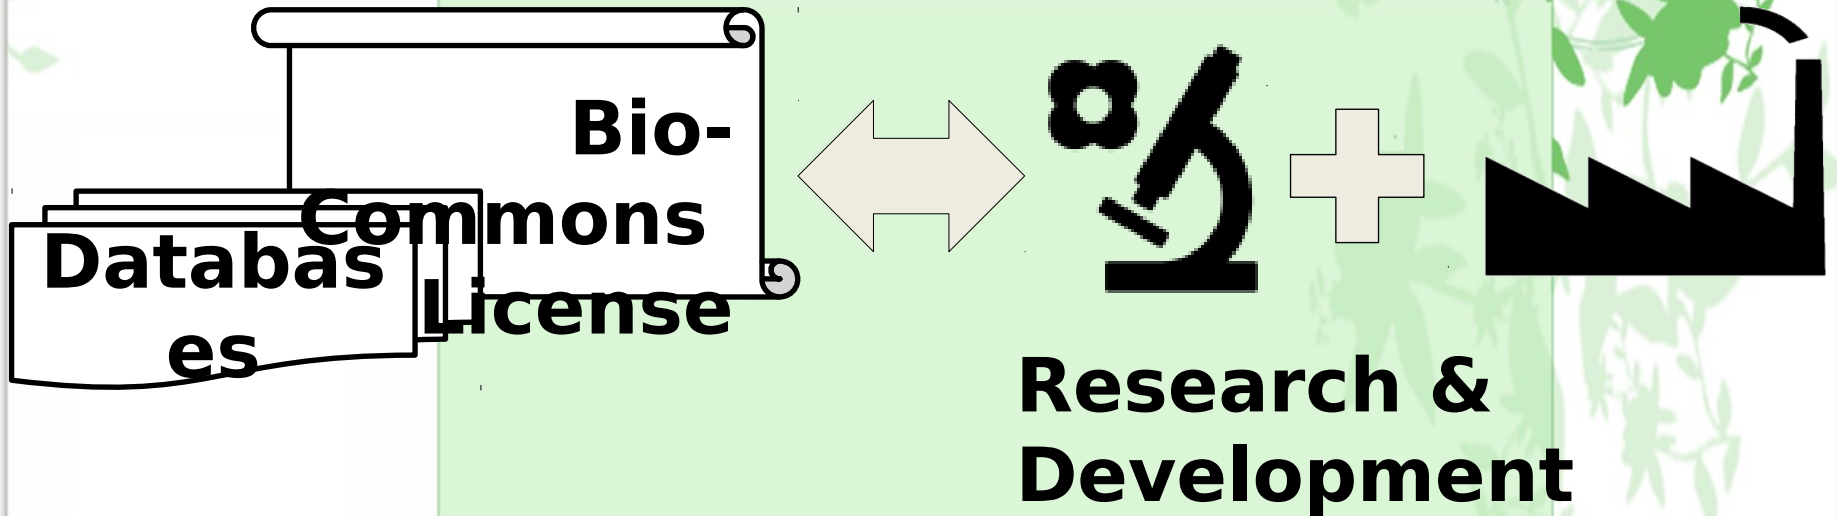 Bio-
Commons
License
Databas
es
Research &
Development